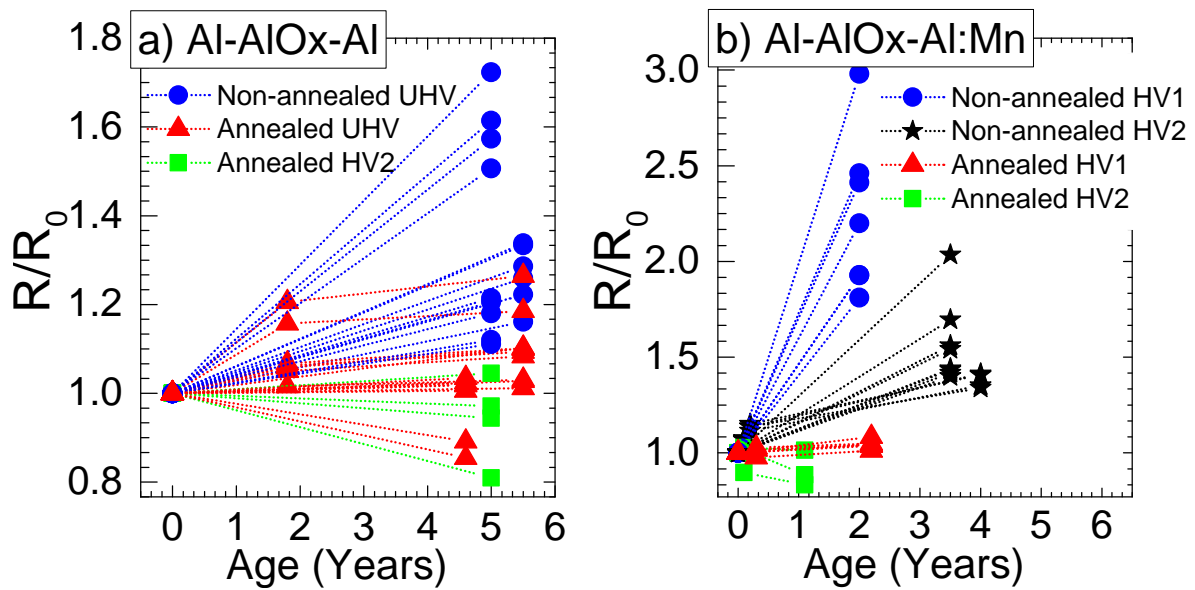 a) Al-AlOx-Al
Non-annealed UHV
Annealed UHV
Annealed HV2
1.8
1.6
1.4
1.2
1.0
0.8
R/R0
0 1 2 3 4 5 6
Age (Years)
b) Al-AlOx-Al:Mn
Non-annealed HV1
Non-annealed HV2
Annealed HV1
Annealed HV2
3.0
2.5
2.0
1.5
1.0
R/R0
0 1 2 3 4 5 6
Age (Years)